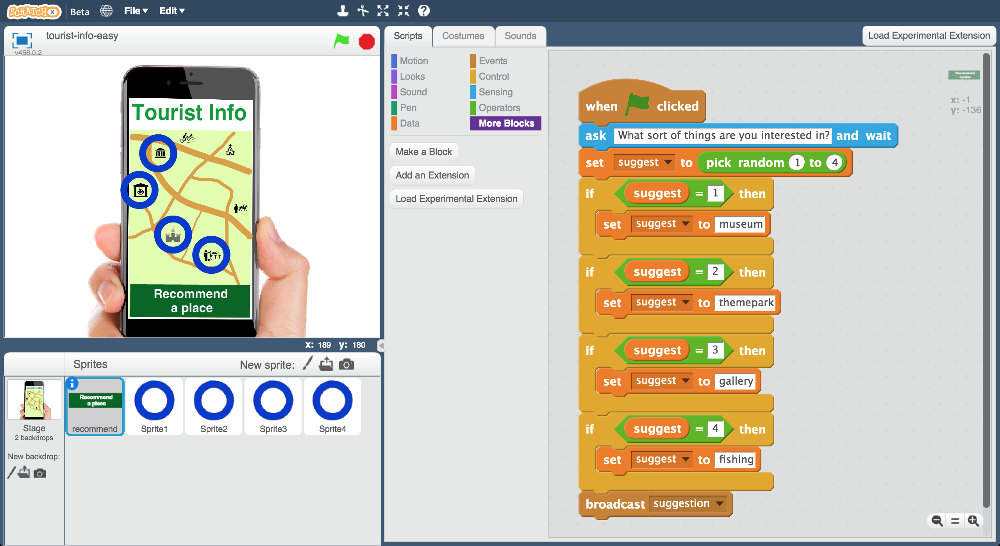 SCRATCHX
Beta
File
Edit
tourist-info-easy
v456.0.2
Tourist Info
Recommend
a place
x: 189 y: 180
Sprites
New sprite:
Stage
2 backdrops
New backdrop:
Recommend
a place
recommend
Sprite1
Sprite2
Sprite3
Sprite4
Scripts
Costumes
Sounds
Load Experimental Extension
Motion
Looks
Sound
Pen
Data
Events
Control
Sensing
Operators
More Blocks
Make a Block
Add an Extension
Load Experimental Extension
when clicked
ask What sort of things are you interested in? and wait
set suggest to pick random 1 to 4
if suggest = 1 then
set suggest to museum
if suggest = 2 then
set suggest to themepark
if suggest = 3 then
set suggest to gallery
if suggest = 4 then
set suggest to fishing
broadcast suggestion
Recommend
a place
x: -1
y: -136